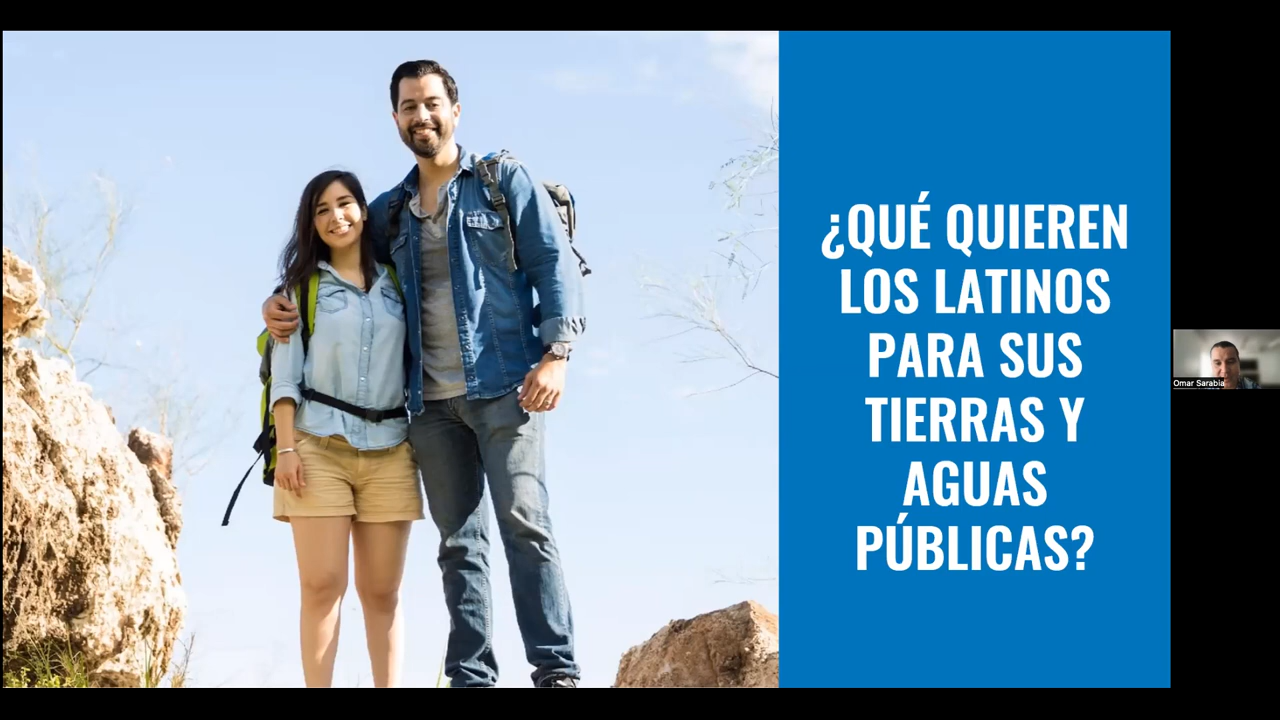 ¿QUÉ QUIEREN
LOS LATINOS
PARA SUS
TIERRAS Y
AGUAS
PÚBLICAS?
Omar Sarabia